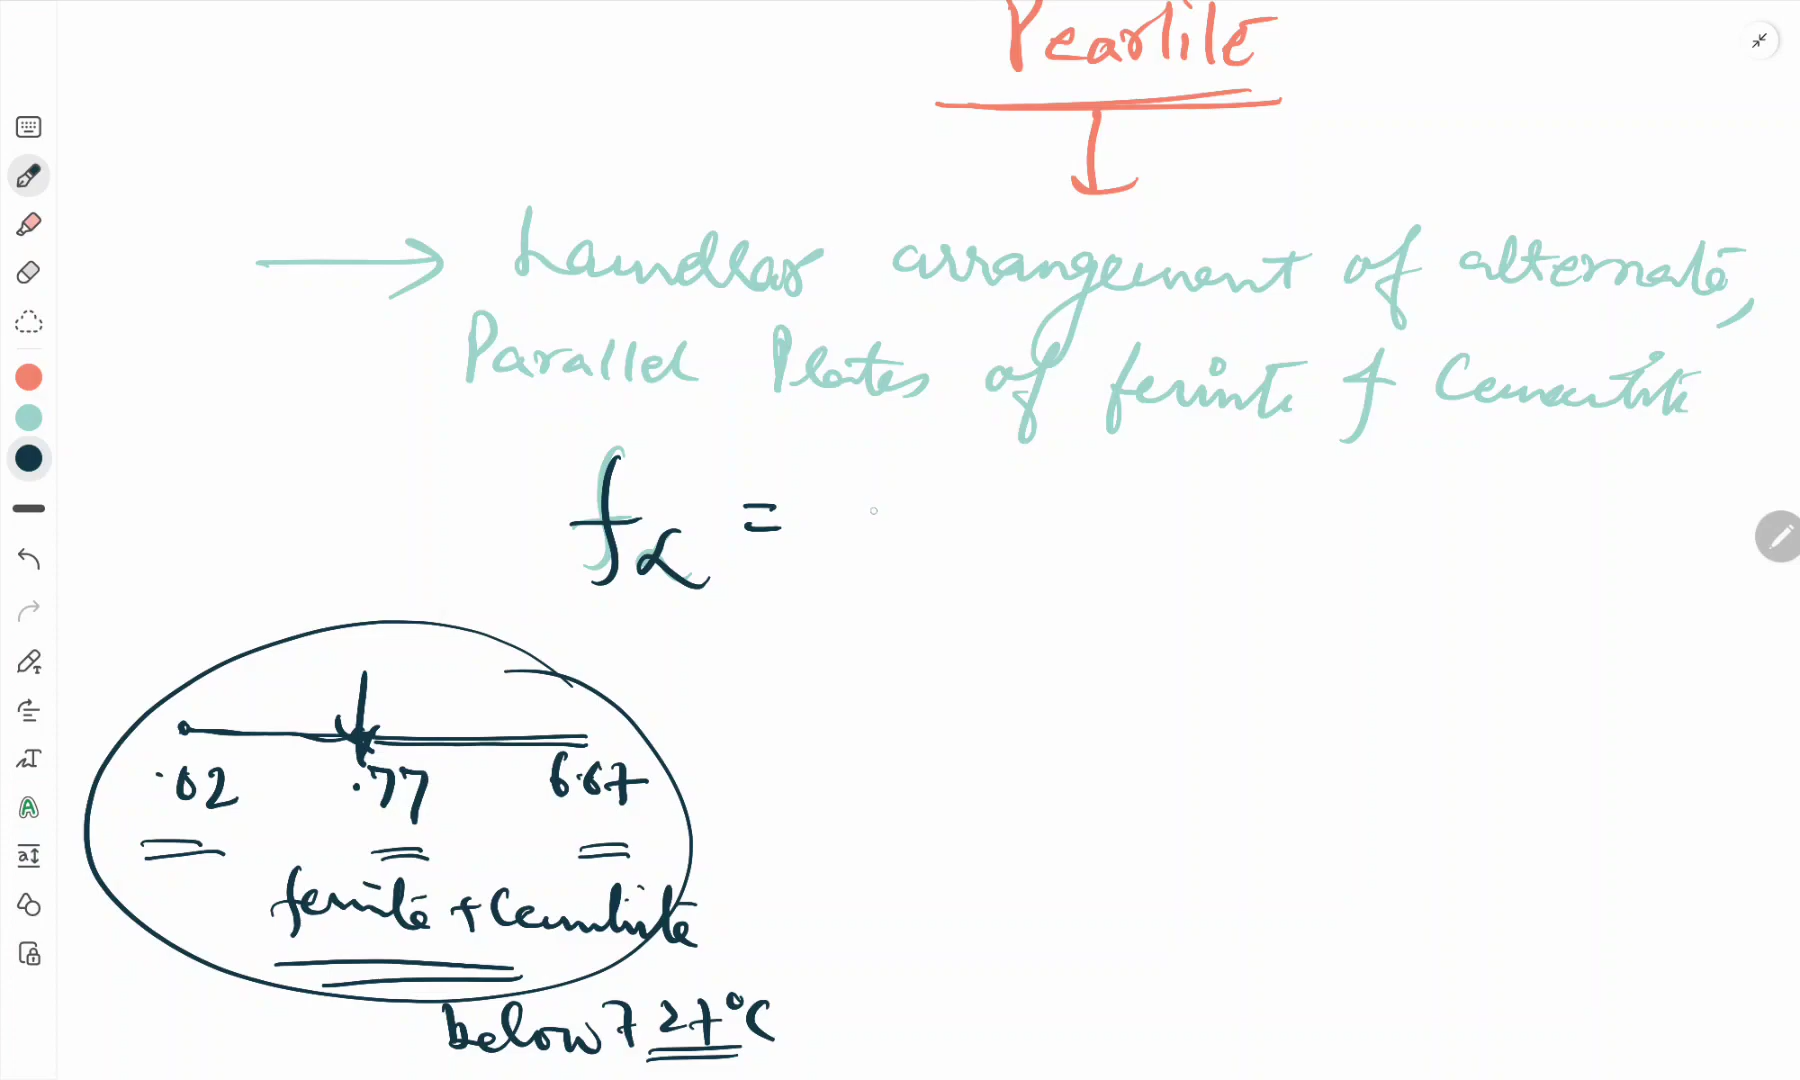 Pearlite
→ Lamellar arrangement of alternate,
Parallel Plates of ferrite & Cementite
fα =
.02 .77 6.67
ferrite + Cementite
below 727°C